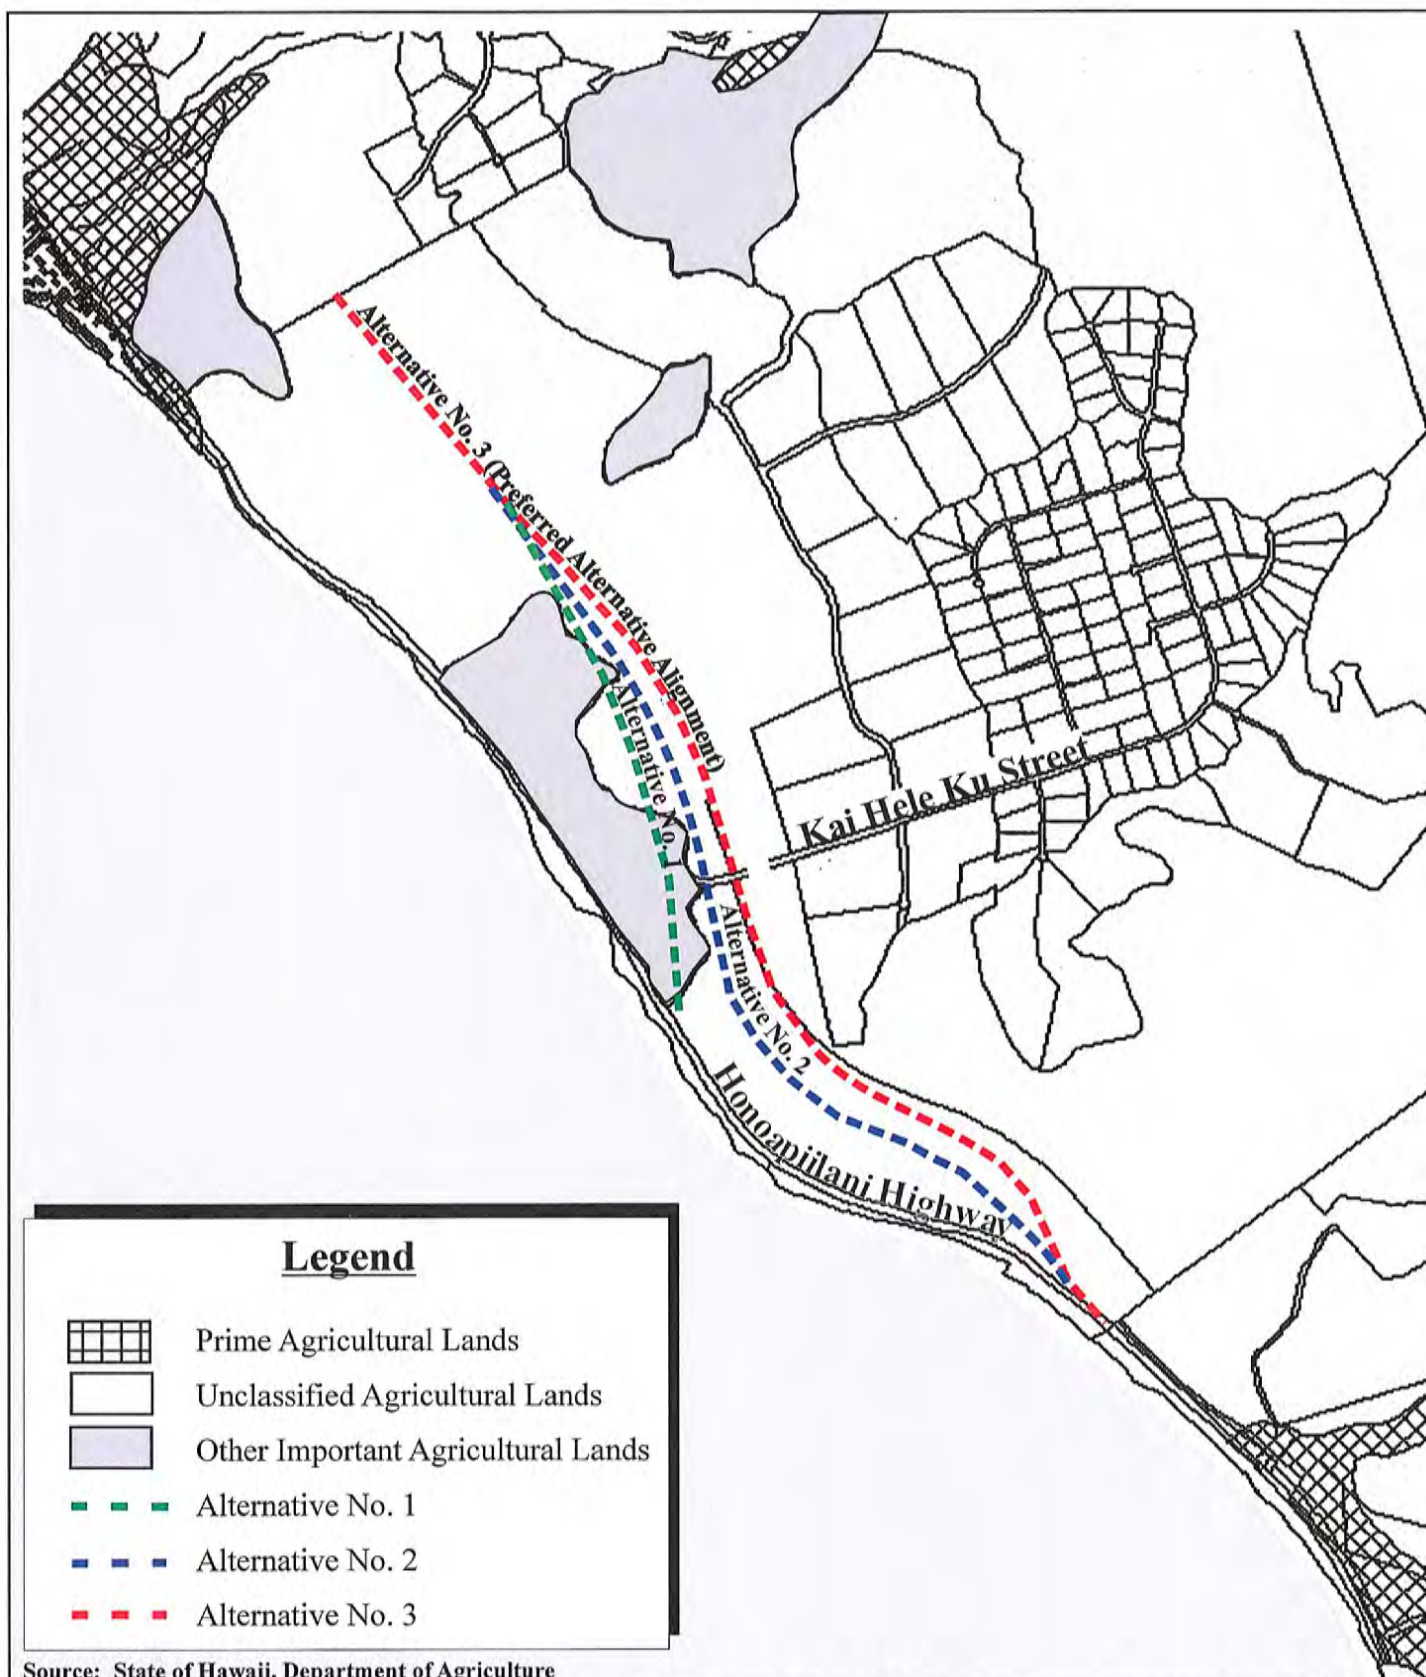 Alternative No. 3 (Preferred Alternative Alignment)
Alternative No. 1
Kai Hele Ku Street
Alternative No. 2
Honoapiilani Highway
Legend
Prime Agricultural Lands
Unclassified Agricultural Lands
Other Important Agricultural Lands
Alternative No. 1
Alternative No. 2
Alternative No. 3
Source: State of Hawaii, Department of Agriculture